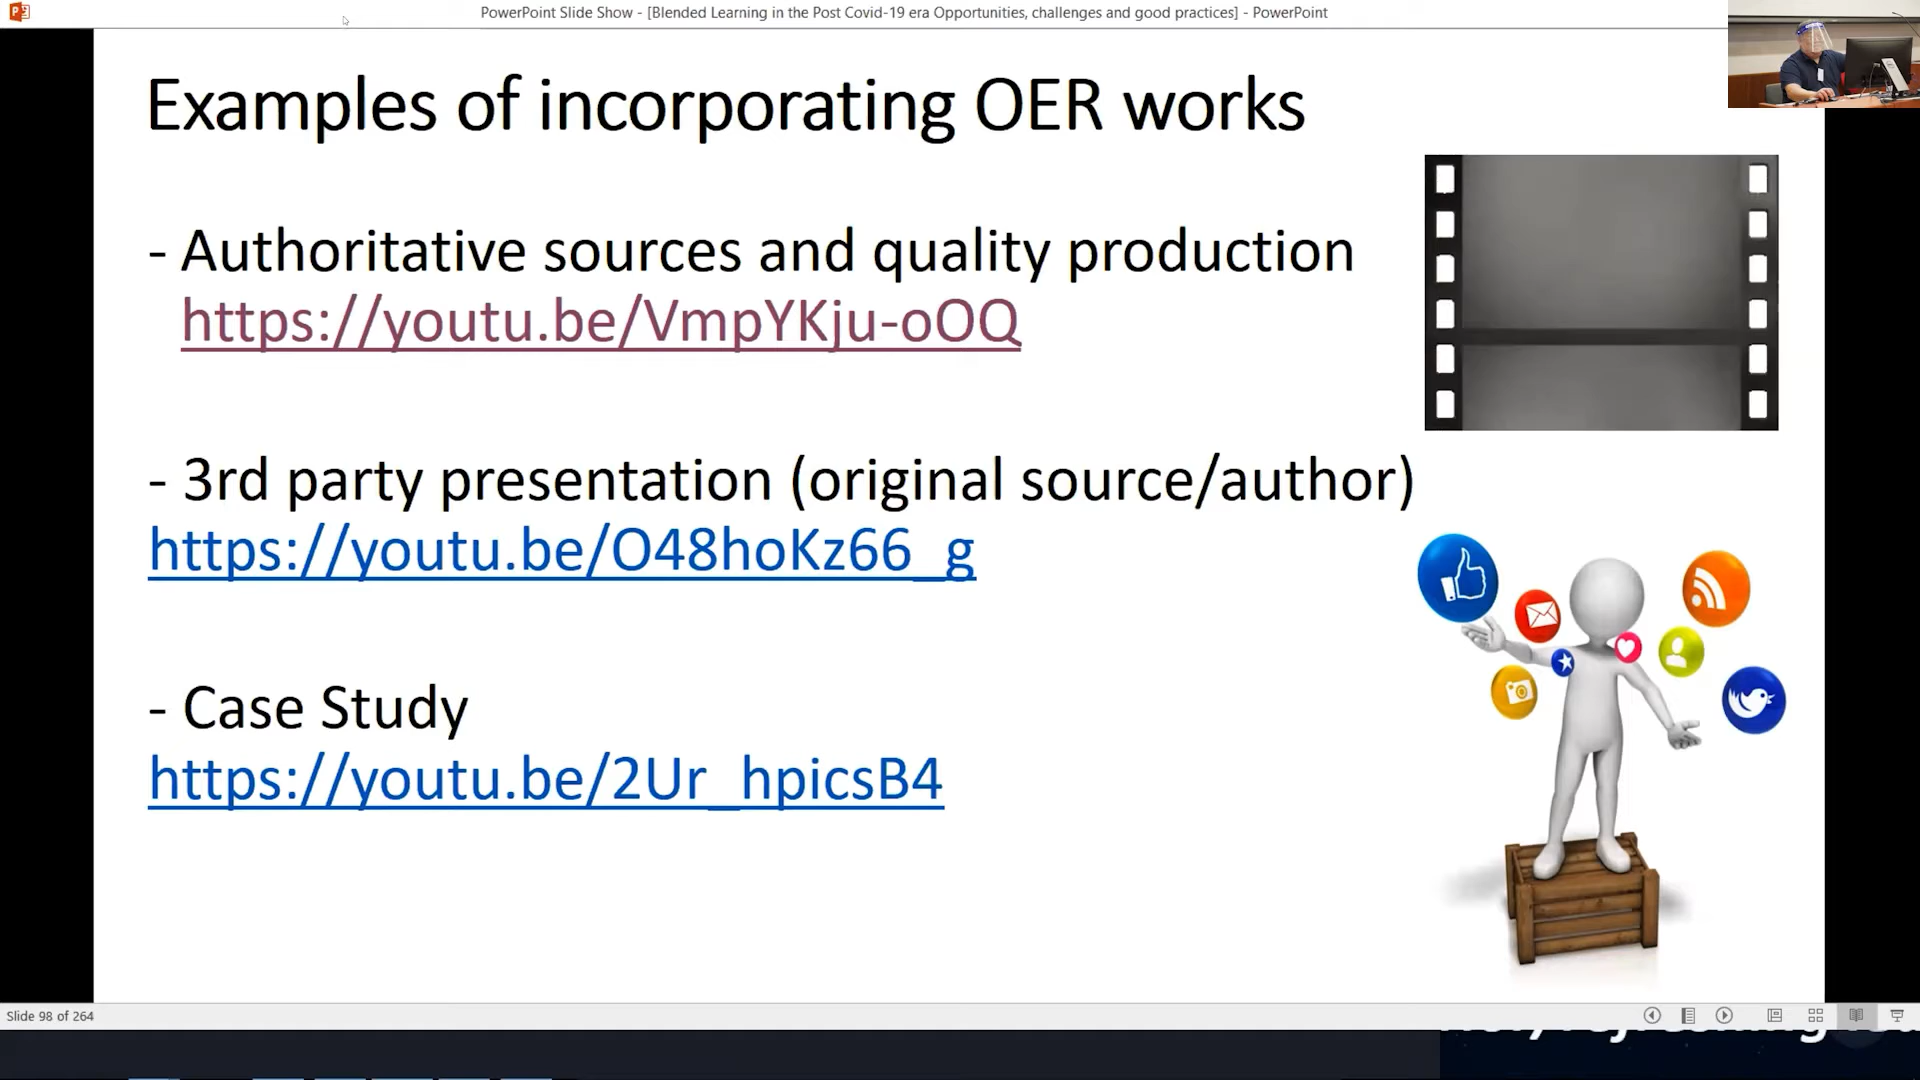 PowerPoint Slide Show - [Blended Learning in the Post Covid-19 era Opportunities, challenges and good practices] - PowerPoint
Examples of incorporating OER works
- Authoritative sources and quality production
https://youtu.be/VmpYKju-oOQ
- 3rd party presentation (original source/author)
https://youtu.be/O48hoKz66_g
- Case Study
https://youtu.be/2Ur_hpicsB4
Slide 98 of 264